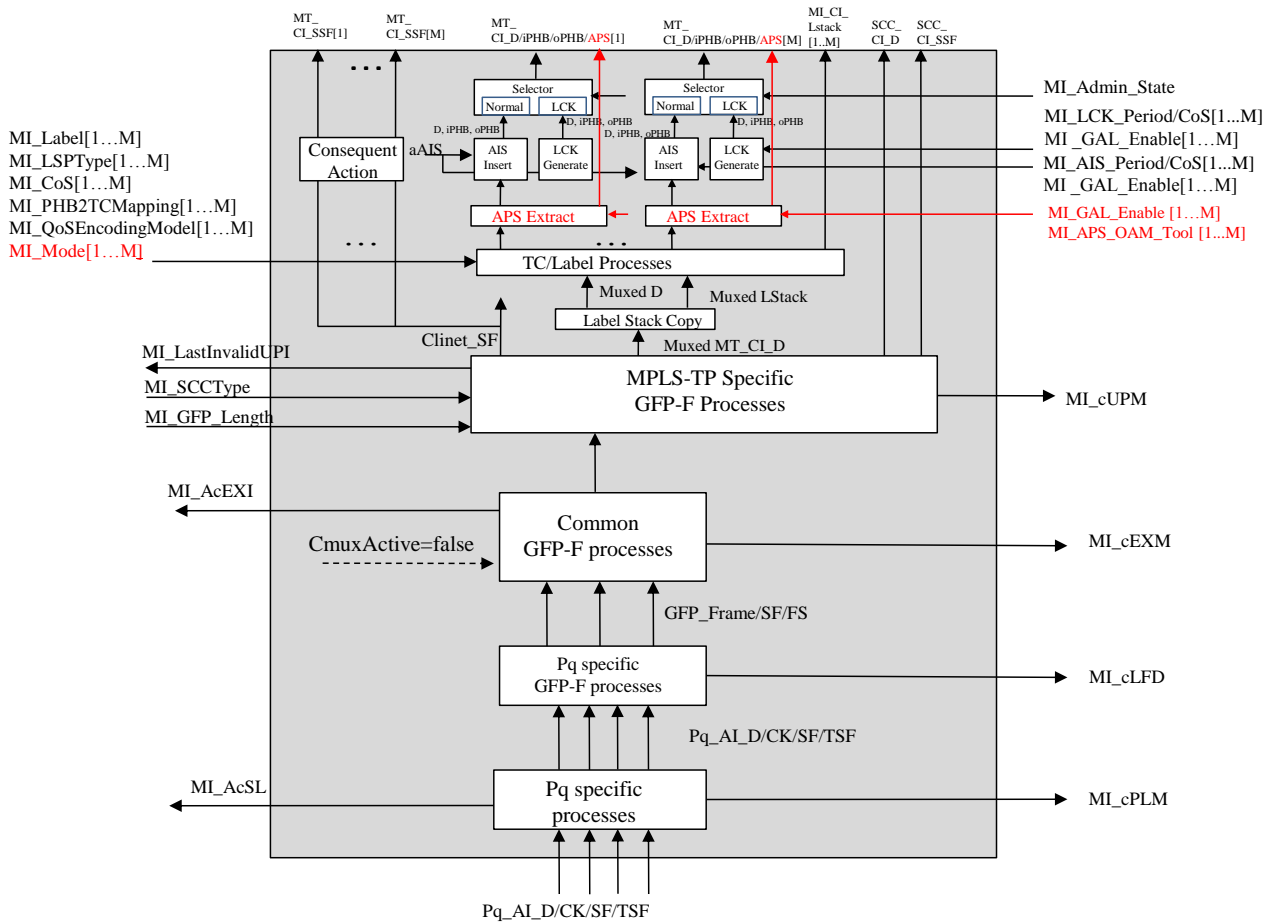 MT_
CI_SSF[1]
MT_
CI_SSF[M]
MT_
CI_D/iPHB/oPHB/APS[1]
MT_
CI_D/iPHB/oPHB/APS[M]
MI_CI_
Lstack
[1..M]
SCC_
CI_D
SCC_
CI_SSF
...
Selector
Normal
LCK
Selector
Normal
LCK
MI_Admin_State
D, iPHB, oPHB
D, iPHB, oPHB
D, iPHB, oPHB
D, iPHB, oPHB
MI_LCK_Period/CoS[1...M]
MI _GAL_Enable[1…M]
MI_AIS_Period/CoS[1...M]
MI _GAL_Enable[1…M]
MI_Label[1…M]
MI_LSPType[1…M]
MI_CoS[1…M]
MI_PHB2TCMapping[1…M]
MI_QoSEncodingModel[1…M]
MI_Mode[1…M]
Consequent
Action
aAIS
AIS
Insert
LCK
Generate
AIS
Insert
LCK
Generate
APS Extract
APS Extract
MI_GAL_Enable [1…M]
MI_APS_OAM_Tool [1...M]
...
...
TC/Label Processes
Muxed D
Muxed LStack
Label Stack Copy
Clinet_SF
Muxed MT_CI_D
MI_LastInvalidUPI
MI_SCCType
MI_GFP_Length
MPLS-TP Specific
GFP-F Processes
MI_cUPM
MI_AcEXI
Common
GFP-F processes
CmuxActive=false
MI_cEXM
GFP_Frame/SF/FS
Pq specific
GFP-F processes
MI_cLFD
Pq_AI_D/CK/SF/TSF
MI_AcSL
Pq specific
processes
MI_cPLM
Pq_AI_D/CK/SF/TSF